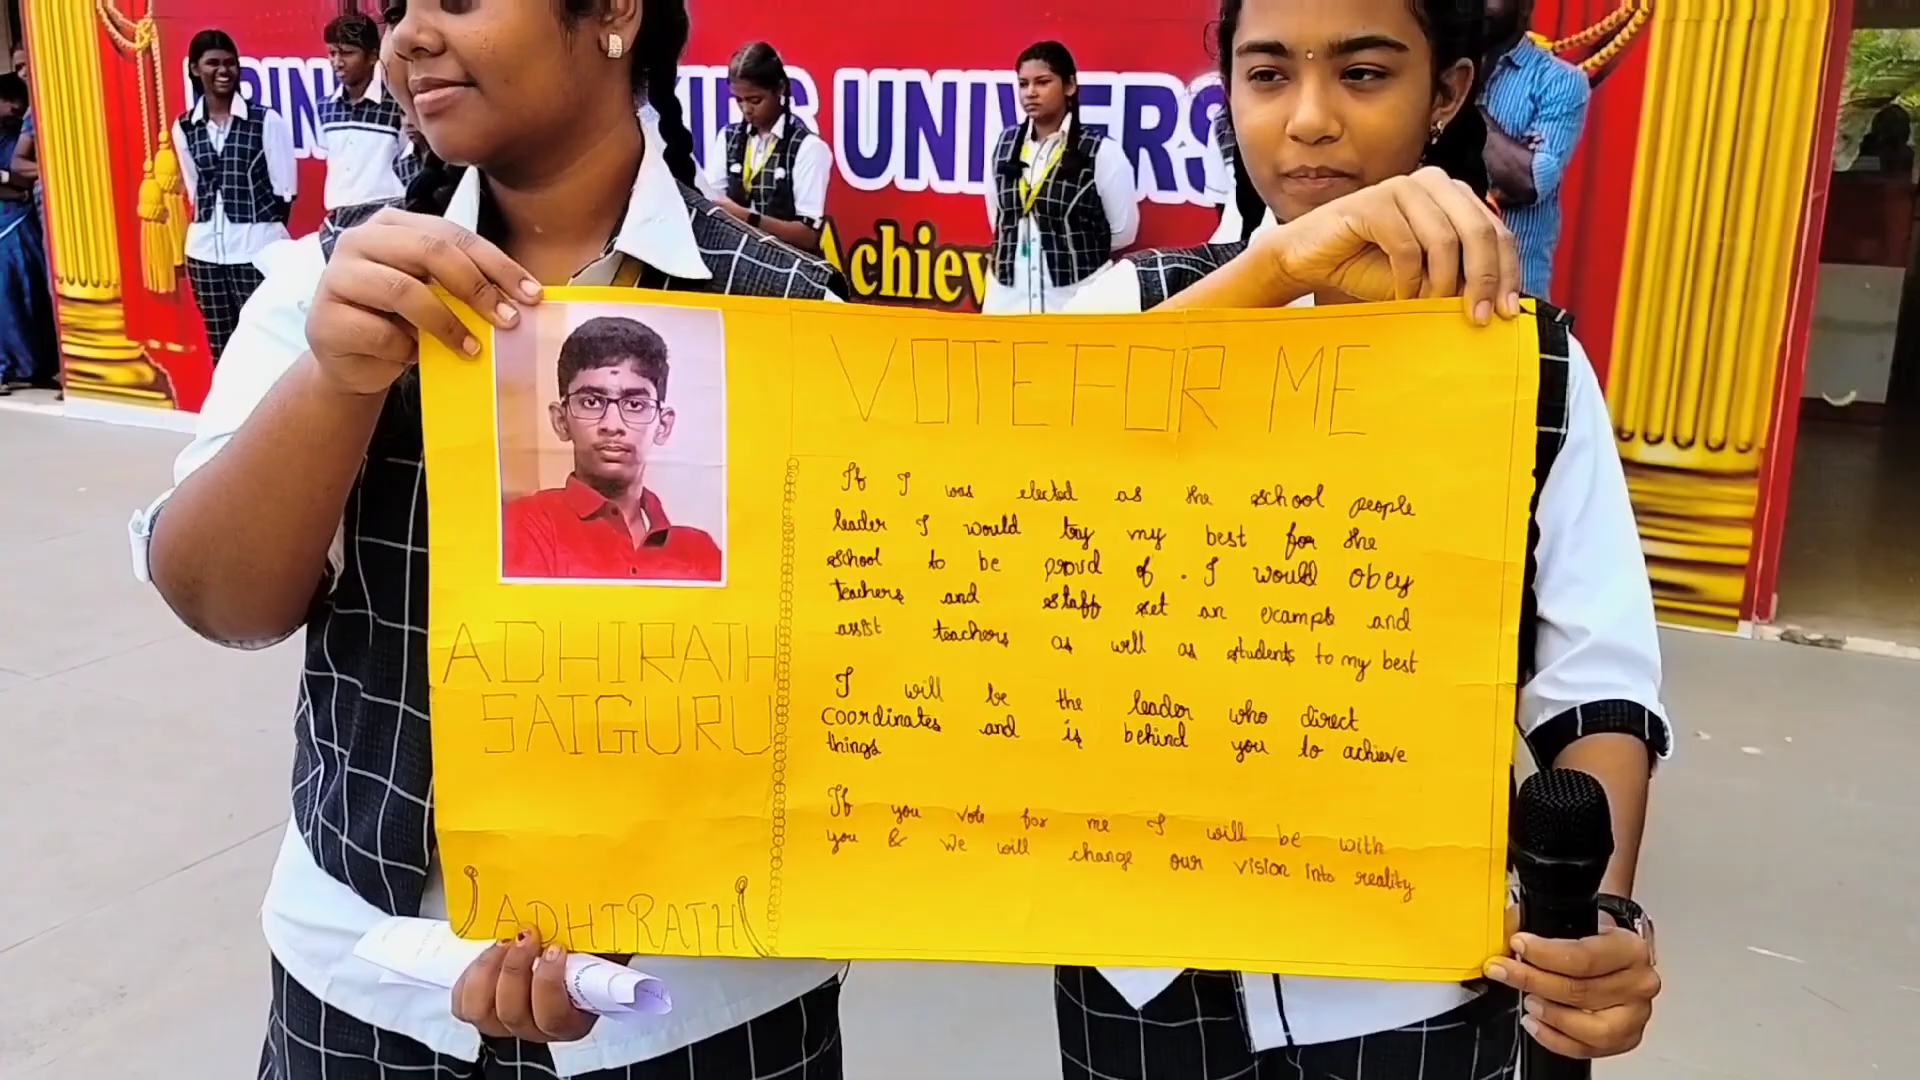 KIDS UNIVERS
Achiev
VOTE FOR ME
If I was elected as the school people
leader I would try my best for the
school to be proud of . I would obey
teachers and staff set an example and
assist teachers as well as students to my best
I will be the leader who direct
coordinates and is behind you to achieve
things
If you vote for me I will be with
you & We will change our vision into reality
ADHIRATH
SAIGURU
ADHIRATH